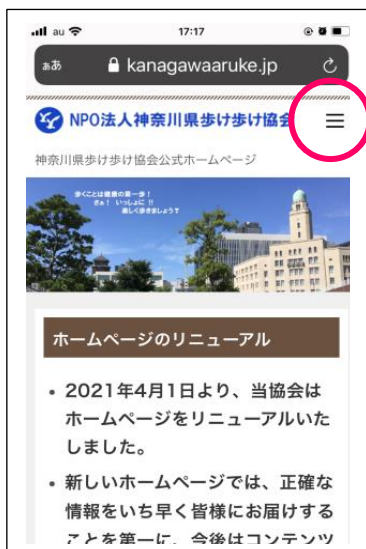 au 17:17
ぁあ kanagawaaruke.jp
NPO法人神奈川県歩け歩け協会
神奈川県歩け歩け協会公式ホームページ
歩くことは健康の第一歩！
さぁ！ いっしょに !!
楽しく歩きましょう？
ホームページのリニューアル
・2021年4月1日より、当協会は
ホームページをリニューアルいた
しました。
・新しいホームページでは、正確な
情報をいち早く皆様にお届けする
ことを第一に、今後はコンテンツ